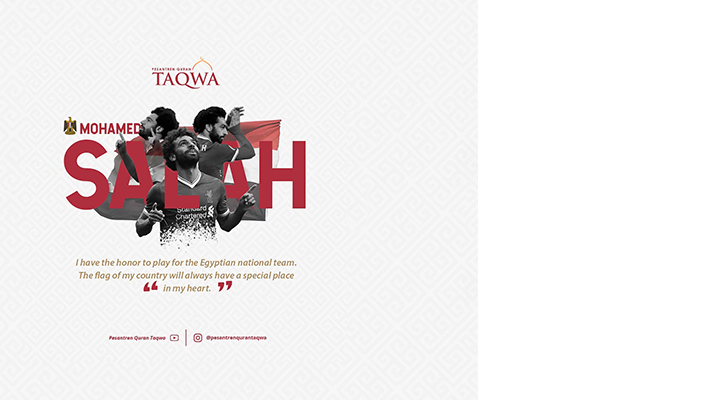 PESANTREN QURAN
TAQWA
MOHAMED
SALAH
Standard
Chartered
I have the honor to play for the Egyptian national team.
The flag of my country will always have a special place
“ in my heart. ”
Pesantren Quran Taqwa
@pesantrenqurantaqwa